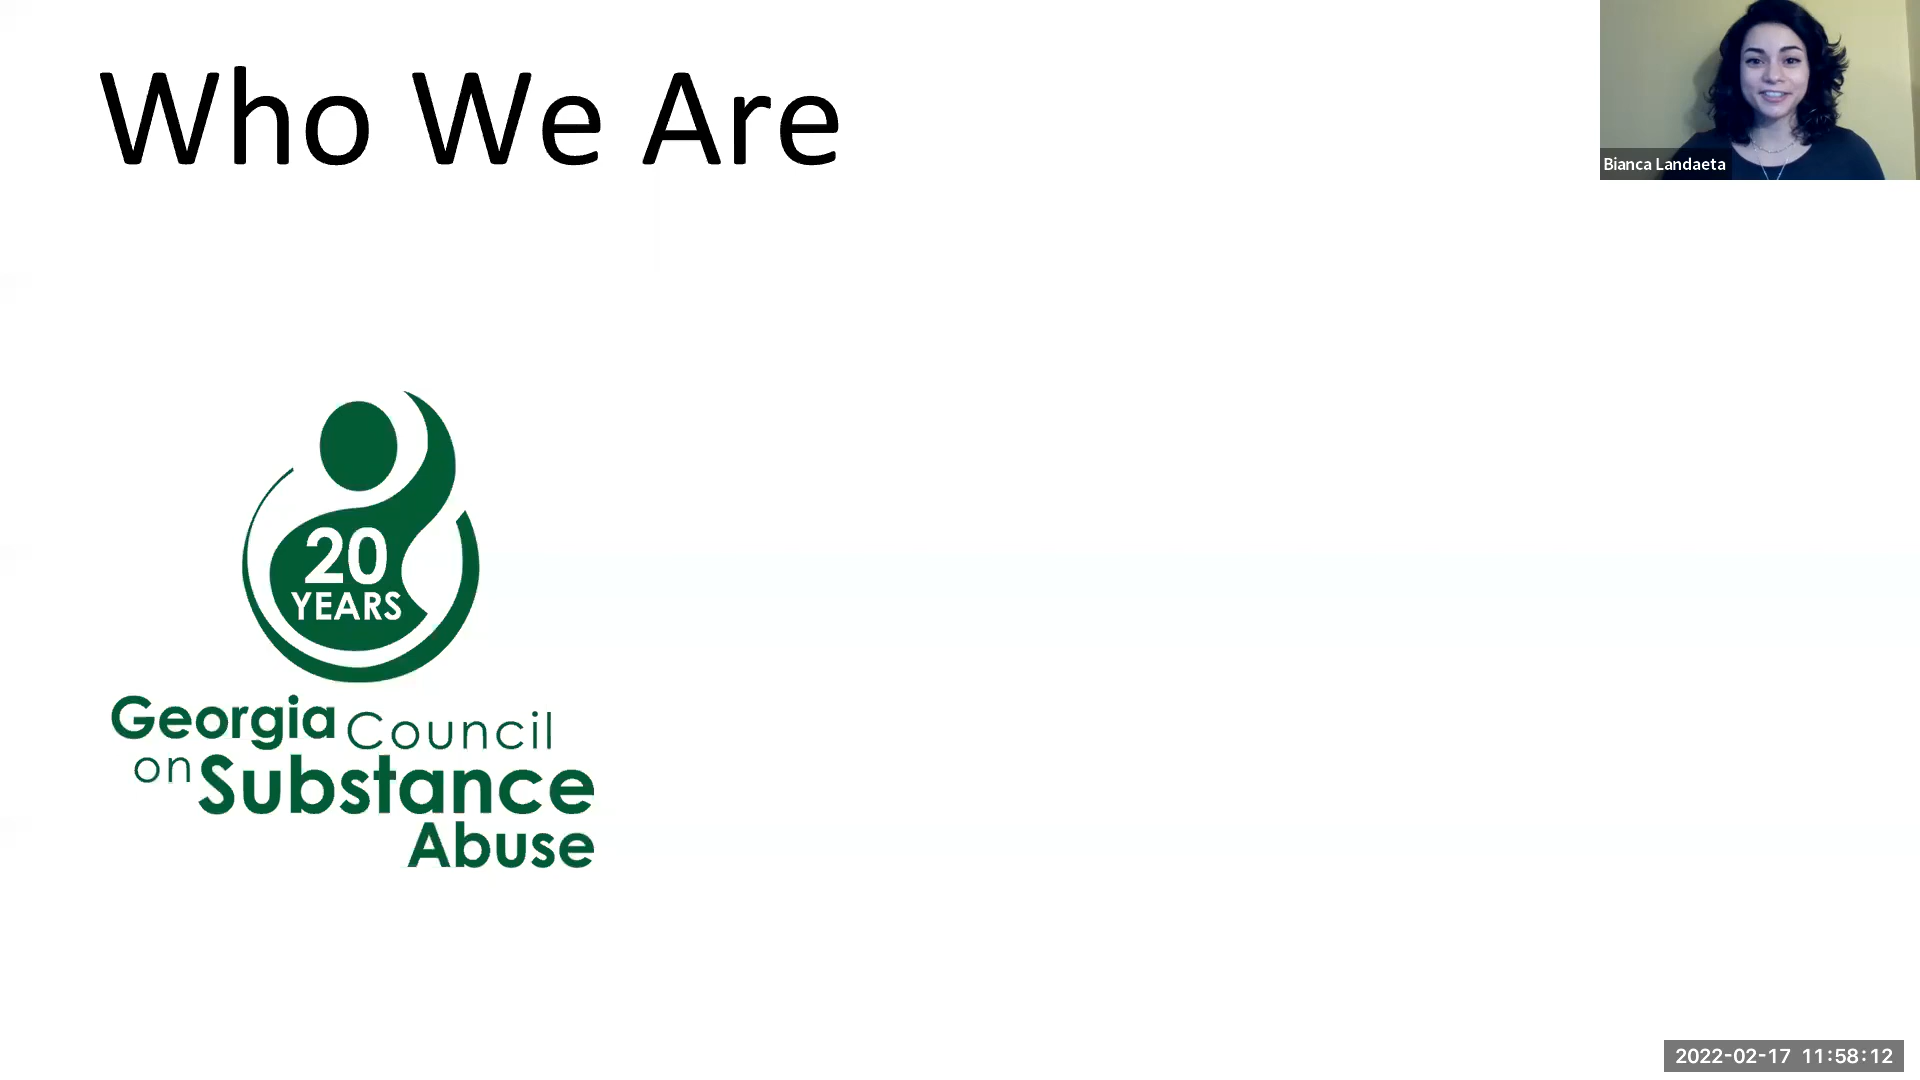 Who We Are
Bianca Landaeta
20
YEARS
Georgia Council
on Substance
Abuse
2022-02-17 11:58:12